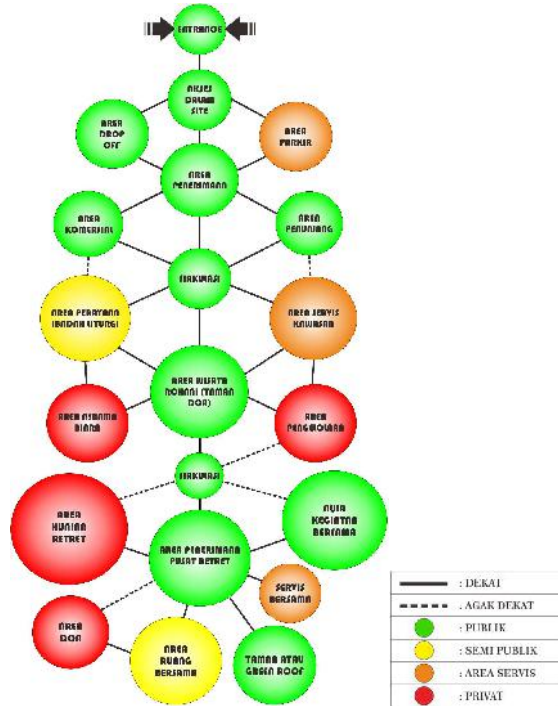 ENTRANCE
AKSES
DALAM
SITE
AREA
DROP
OFF
AREA
PARKIR
AREA
PENERIMAAN
AREA
KOMERSIAL
AREA
PENUNJANG
SIRKULASI
AREA PERAYAAN
IBADAH LITURGI
AREA SERVIS
KAWASAN
AREA WISATA
ROHANI (TAMAN
DOA)
AREA ASRAMA
BIARA
AREA
PENGELOLAAN
SIRKULASI
AREA
HUNIAN
RETRET
KEGIATAN
BERSAMA
AREA PENERIMAAN
PUSAT RETRET
SERVIS
BERSAMA
AREA
DOA
AREA
RUANG
BERSAMA
TAMAN ATAU
GREEN ROOF
: DEKAT
: AGAK DEKAT
: PUBLIK
: SEMI PUBLIK
: AREA SERVIS
: PRIVAT